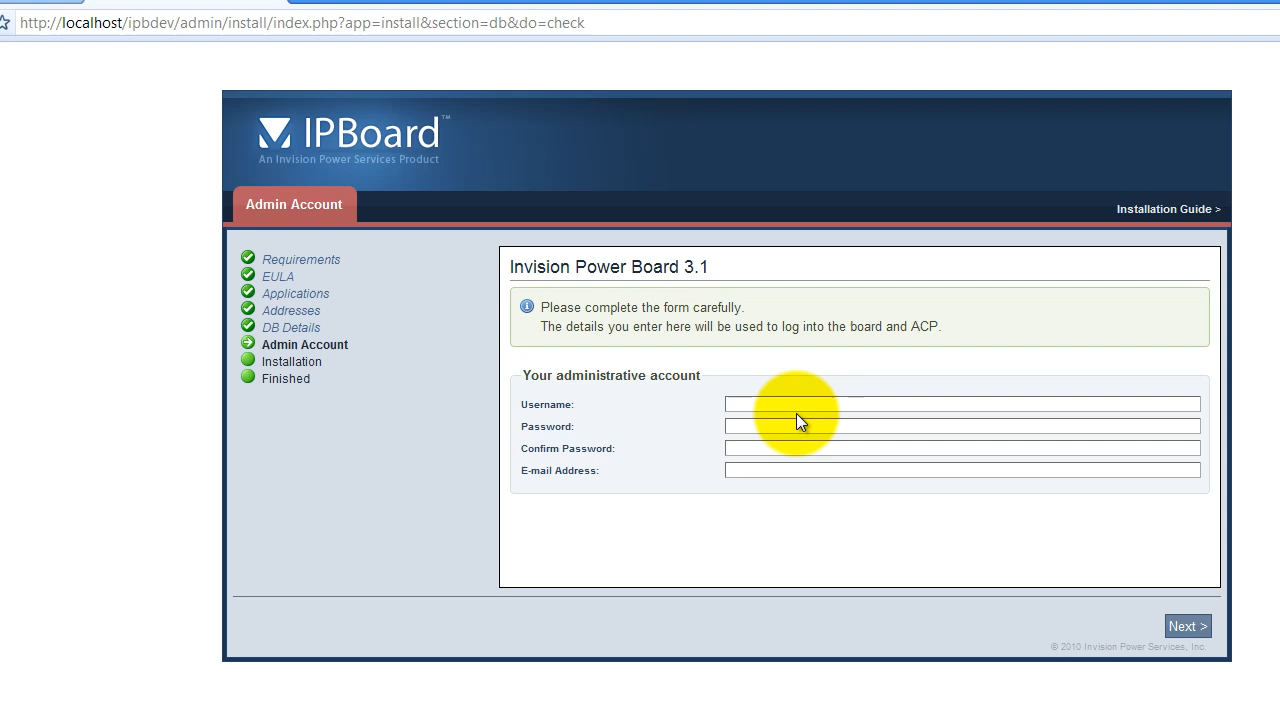 http://localhost/ipbdev/admin/install/index.php?app=install&section=db&do=check
IPBoard™
An Invision Power Services Product
Admin Account
Installation Guide >
Requirements
EULA
Applications
Addresses
DB Details
Admin Account
Installation
Finished
Invision Power Board 3.1
Please complete the form carefully.
The details you enter here will be used to log into the board and ACP.
Your administrative account
Username:
Password:
Confirm Password:
E-mail Address:
Next >
© 2010 Invision Power Services, Inc.